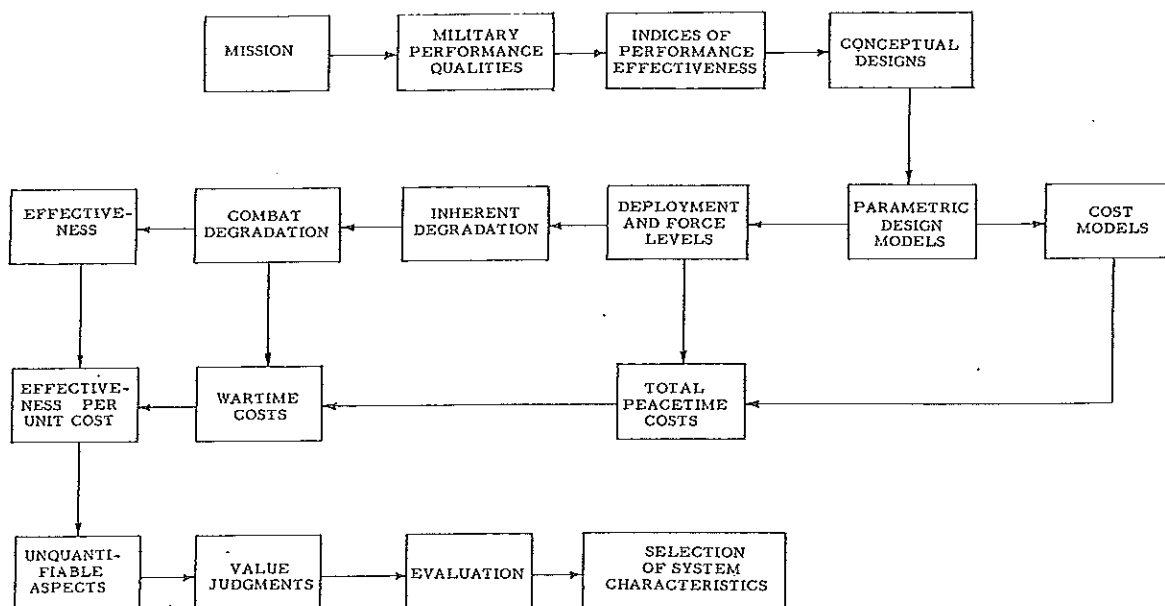 MISSION
MILITARY
PERFORMANCE
QUALITIES
INDICES OF
PERFORMANCE
EFFECTIVENESS
CONCEPTUAL
DESIGNS
EFFECTIVE-
NESS
COMBAT
DEGRADATION
INHERENT
DEGRADATION
DEPLOYMENT
AND FORCE
LEVELS
PARAMETRIC
DESIGN
MODELS
COST
MODELS
EFFECTIVE-
NESS PER
UNIT COST
WARTIME
COSTS
TOTAL
PEACETIME
COSTS
UNQUANTI-
FIABLE
ASPECTS
VALUE
JUDGMENTS
EVALUATION
SELECTION
OF SYSTEM
CHARACTERISTICS